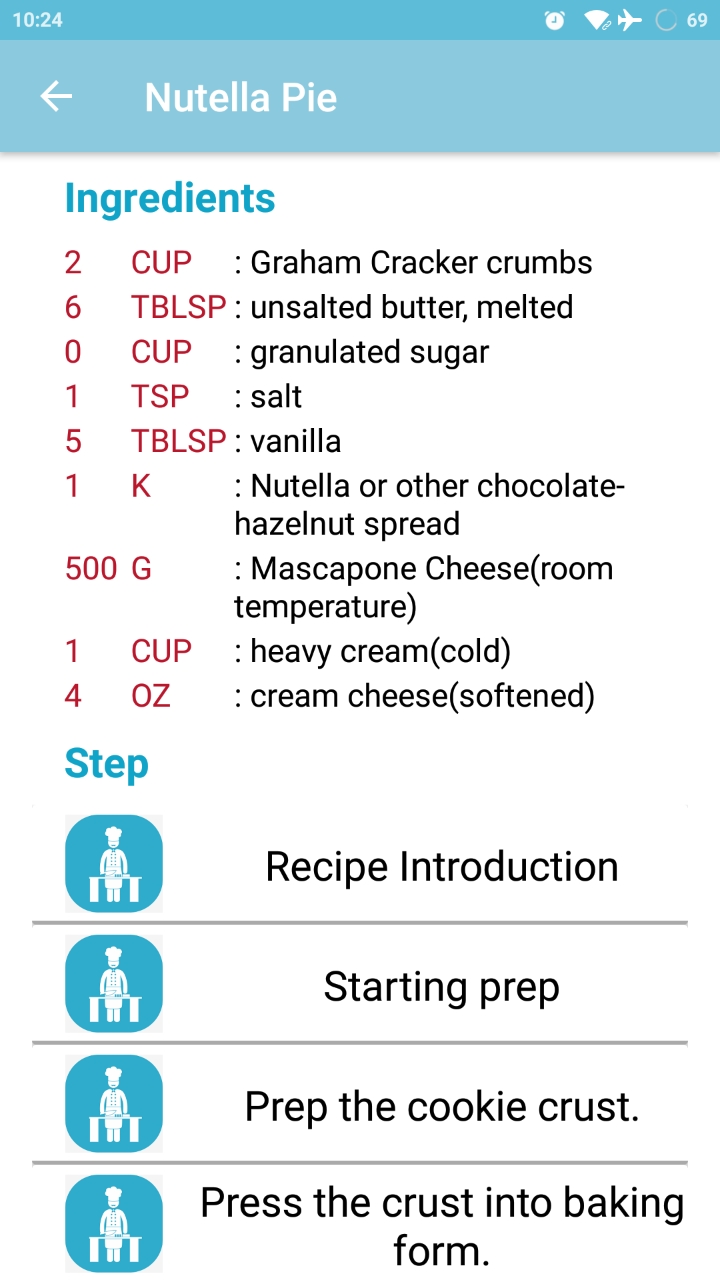 10:24
69
Nutella Pie
Ingredients
2 CUP : Graham Cracker crumbs
6 TBLSP : unsalted butter, melted
0 CUP : granulated sugar
1 TSP : salt
5 TBLSP : vanilla
1 K : Nutella or other chocolate-
hazelnut spread
500 G : Mascapone Cheese(room
temperature)
1 CUP : heavy cream(cold)
4 OZ : cream cheese(softened)
Step
Recipe Introduction
Starting prep
Prep the cookie crust.
Press the crust into baking
form.